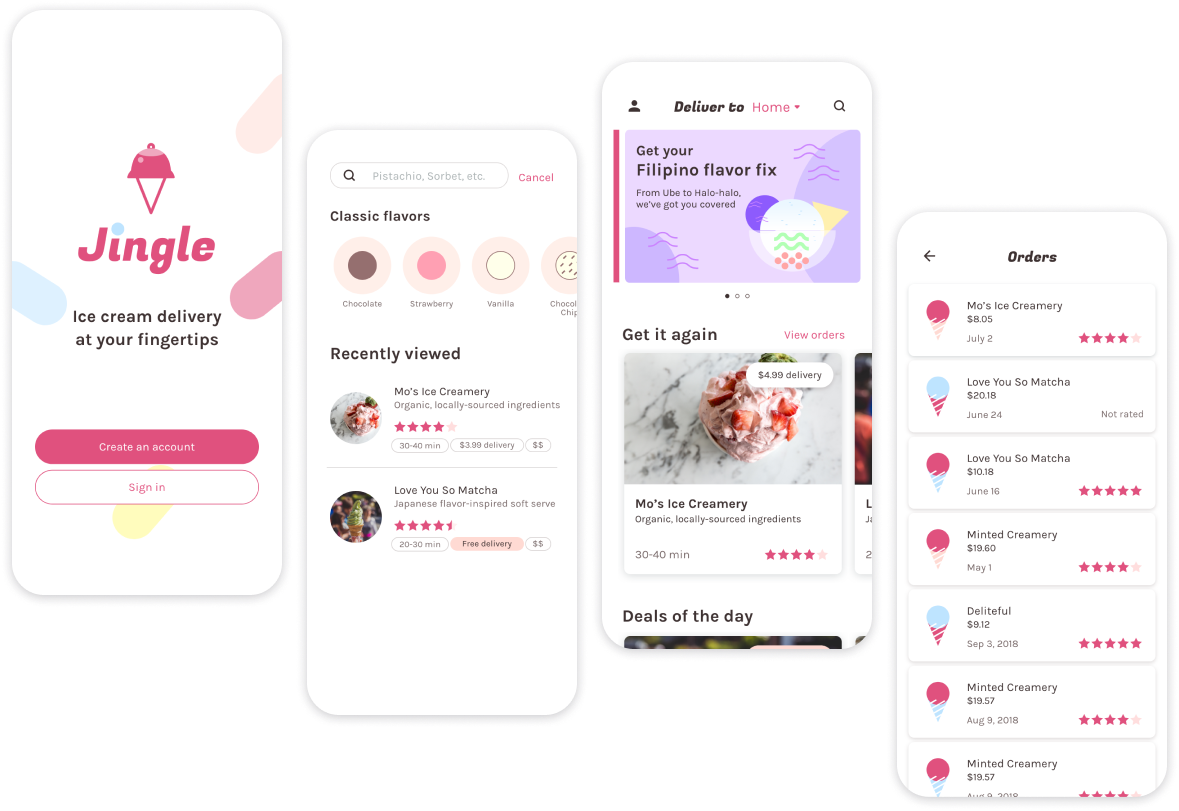 Jingle
Ice cream delivery
at your fingertips
Create an account
Sign in
Pistachio, Sorbet, etc.
Cancel
Classic flavors
Chocolate
Strawberry
Vanilla
Chocol
Chip
Recently viewed
Mo's Ice Creamery
Organic, locally-sourced ingredients
30-40 min
$3.99 delivery
$$
Love You So Matcha
Japanese flavor-inspired soft serve
20-30 min
Free delivery
$$
Deliver to Home
Get your
Filipino flavor fix
From Ube to Halo-halo,
we've got you covered
Get it again
View orders
$4.99 delivery
Mo's Ice Creamery
Organic, locally-sourced ingredients
30-40 min
L
Ja
2
Deals of the day
Orders
Mo's Ice Creamery
$8.05
July 2
Love You So Matcha
$20.18
June 24
Not rated
Love You So Matcha
$10.18
June 16
Minted Creamery
$19.60
May 1
Deliteful
$9.12
Sep 3, 2018
Minted Creamery
$19.57
Aug 9, 2018
Minted Creamery
$19.57
Aug 9, 2018